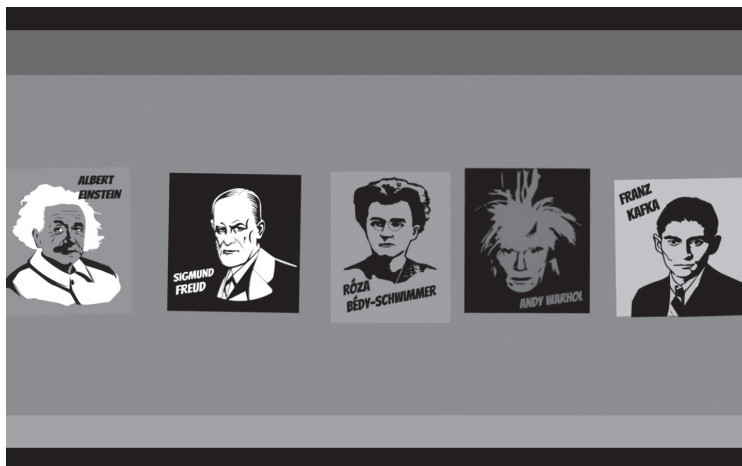 ALBERT
EINSTEIN
SIGMUND
FREUD
RÓZA
BÉDY-SCHWIMMER
ANDY WARHOL
FRANZ
KAFKA